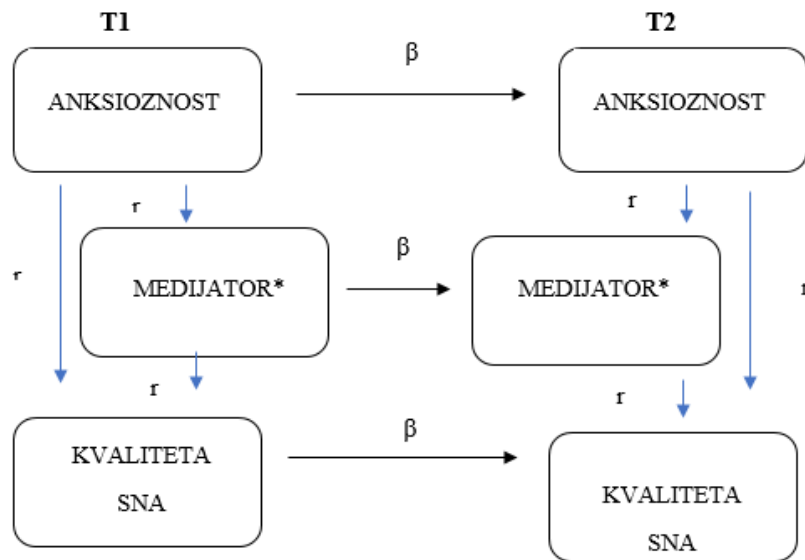 T1
T2
β
ANKSIOZNOST
ANKSIOZNOST
r
r
r
r
β
MEDIJATOR*
MEDIJATOR*
r
r
β
KVALITETA
SNA
KVALITETA
SNA